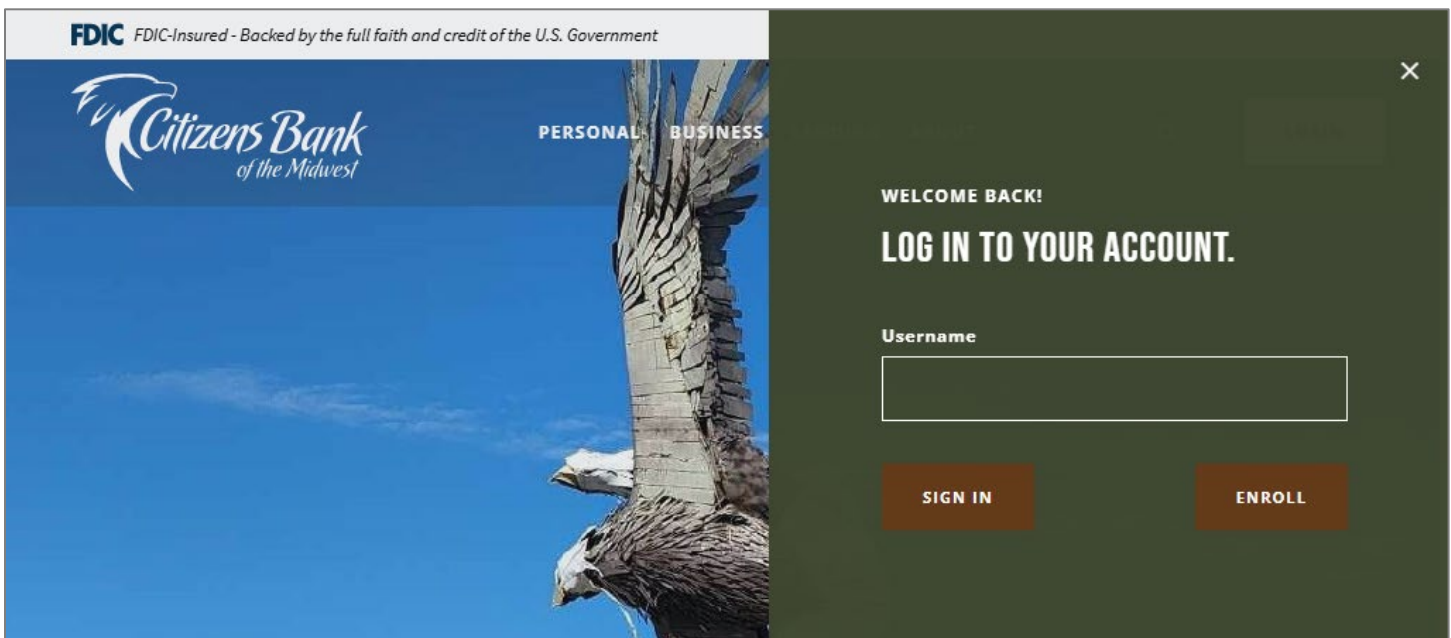 FDIC FDIC-Insured - Backed by the full faith and credit of the U.S. Government
Citizens Bank
of the Midwest
PERSONAL BUSINESS
WELCOME BACK!
LOG IN TO YOUR ACCOUNT.
Username
SIGN IN ENROLL